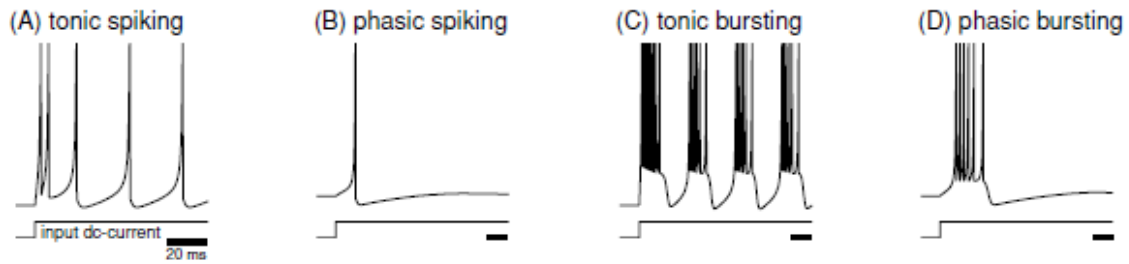 (A) tonic spiking
(B) phasic spiking
(C) tonic bursting
(D) phasic bursting
input dc-current
20 ms